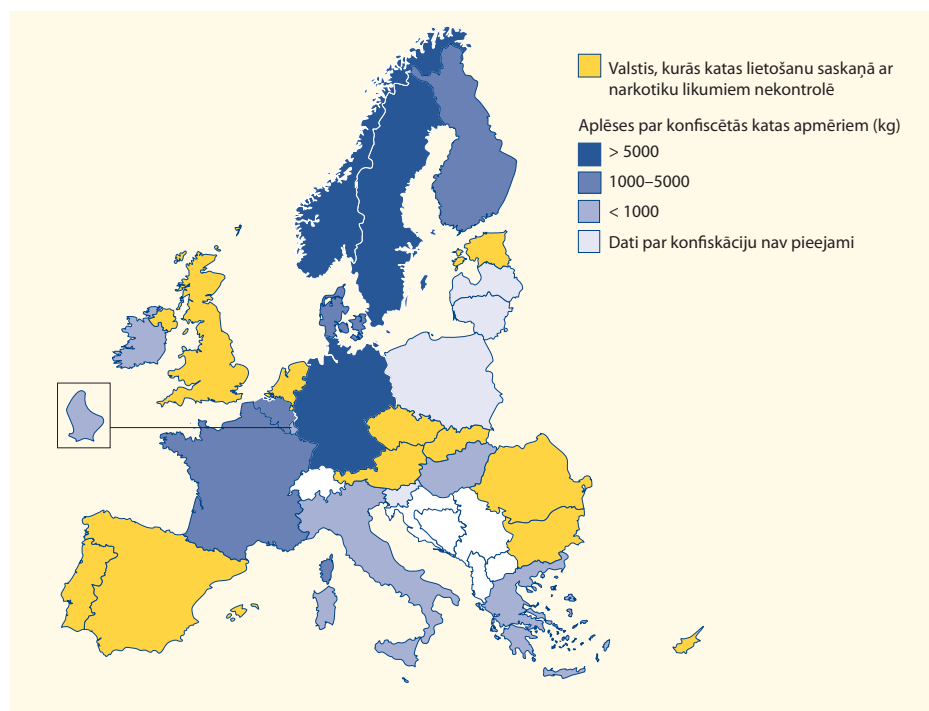 Valstis, kurās katas lietošanu saskaņā ar
narkotiku likumiem nekontrolē
Aplēses par konfiscētās katas apmēriem (kg)
> 5000
1000–5000
< 1000
Dati par konfiskāciju nav pieejami